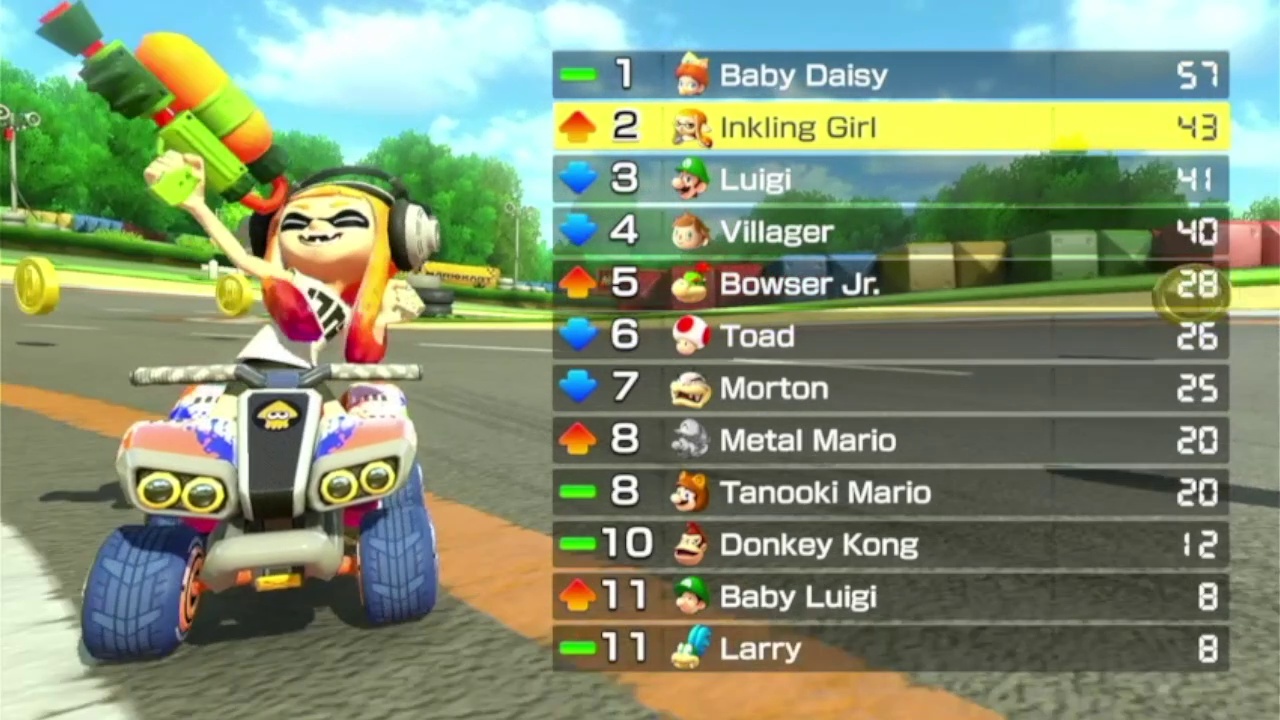 1 Baby Daisy 57
2 Inkling Girl 43
3 Luigi 41
4 Villager 40
5 Bowser Jr. 28
6 Toad 26
7 Morton 25
8 Metal Mario 20
8 Tanooki Mario 20
10 Donkey Kong 12
11 Baby Luigi 8
11 Larry 8